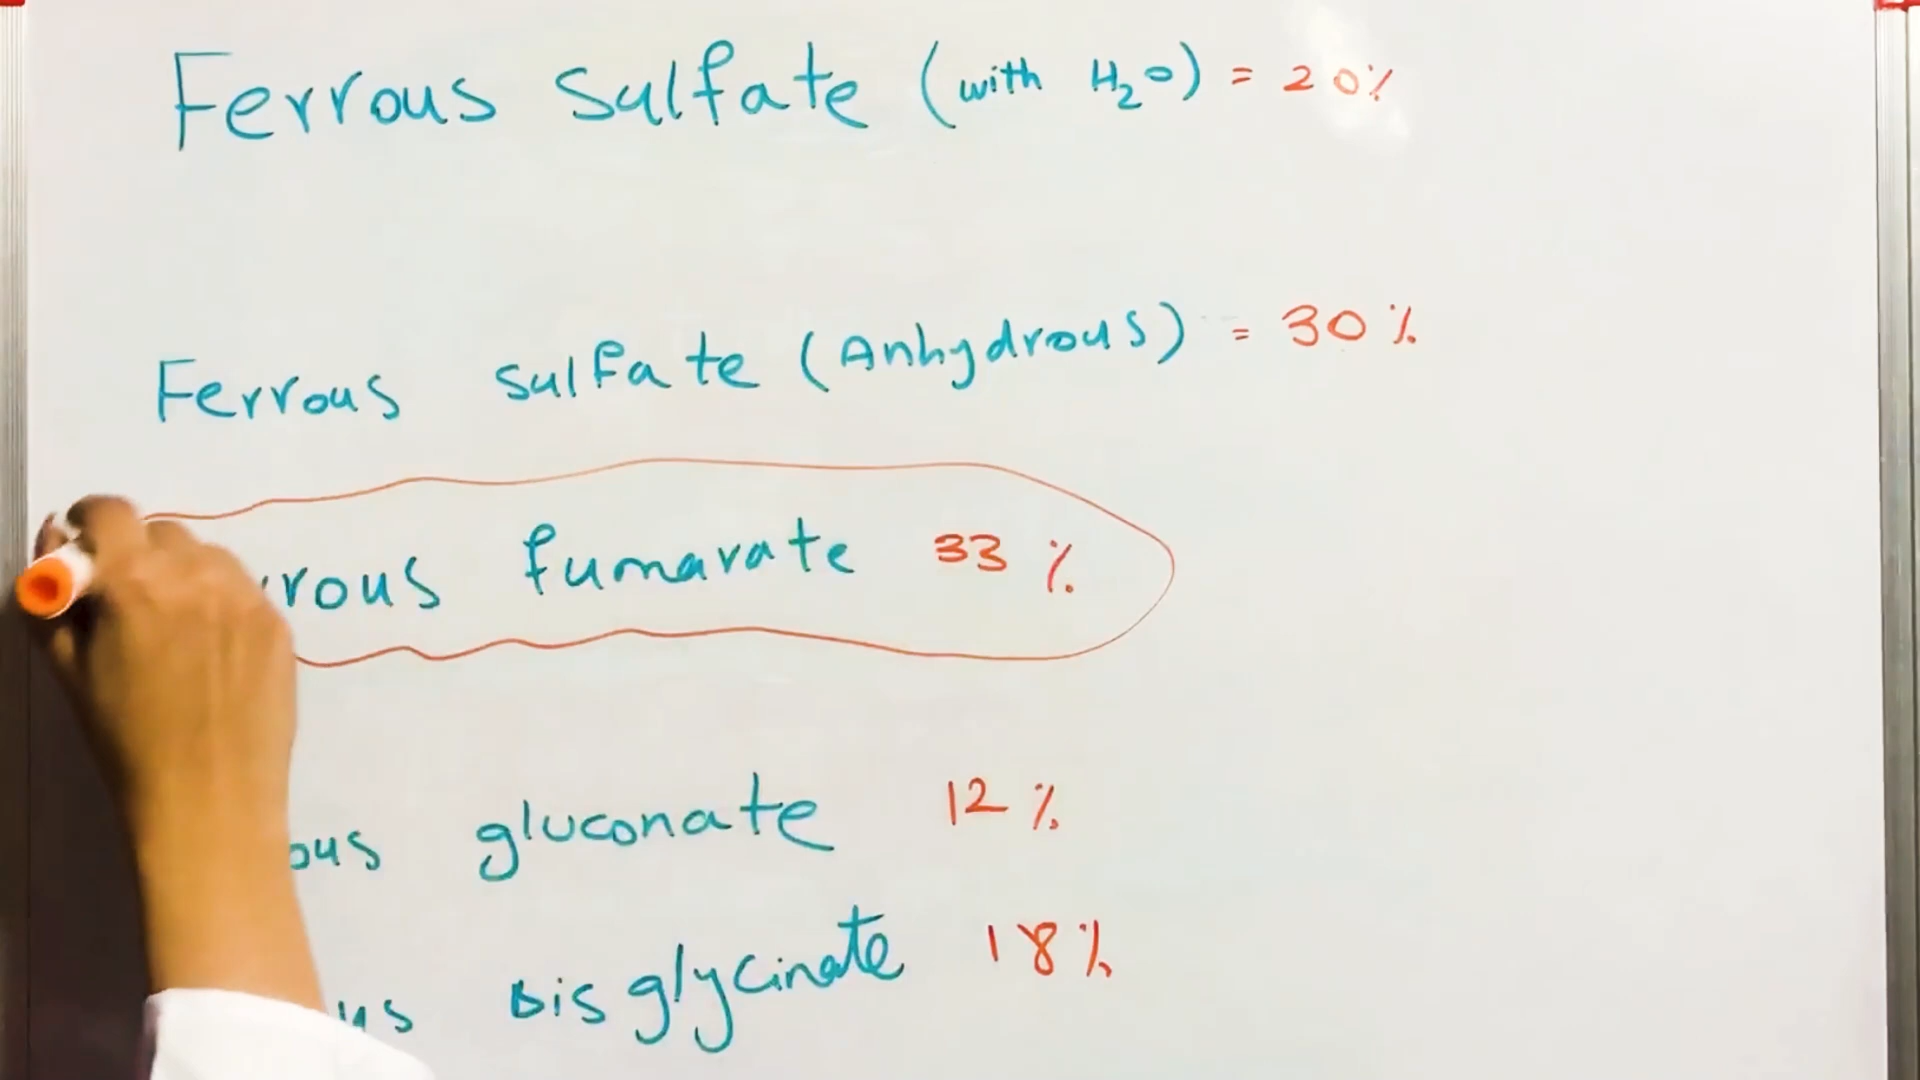 Ferrous sulfate (with H₂O) = 20%
Ferrous sulfate (Anhydrous) = 30%
rous fumarate 33%
ous gluconate 12%
us Bisglycinate 18%